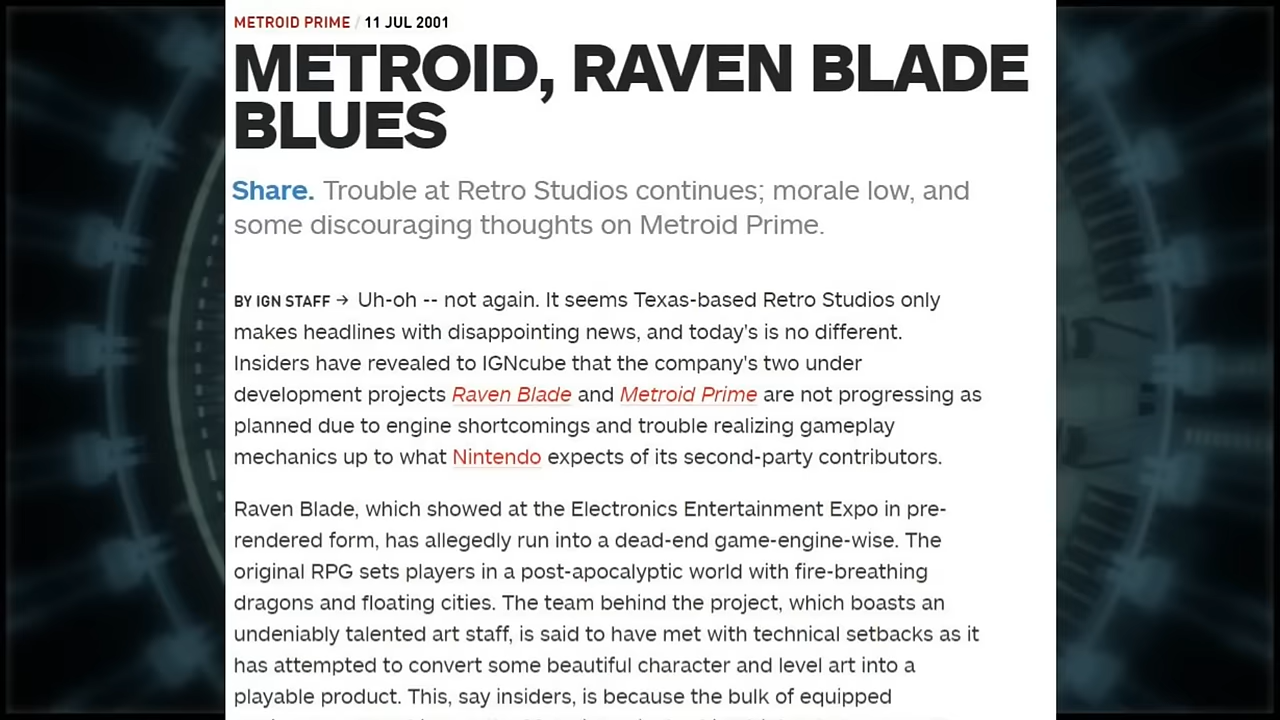 METROID PRIME / 11 JUL 2001
METROID, RAVEN BLADE
BLUES
Share. Trouble at Retro Studios continues; morale low, and
some discouraging thoughts on Metroid Prime.
BY IGN STAFF → Uh-oh -- not again. It seems Texas-based Retro Studios only
makes headlines with disappointing news, and today's is no different.
Insiders have revealed to IGNcube that the company's two under
development projects Raven Blade and Metroid Prime are not progressing as
planned due to engine shortcomings and trouble realizing gameplay
mechanics up to what Nintendo expects of its second-party contributors.
Raven Blade, which showed at the Electronics Entertainment Expo in pre-
rendered form, has allegedly run into a dead-end game-engine-wise. The
original RPG sets players in a post-apocalyptic world with fire-breathing
dragons and floating cities. The team behind the project, which boasts an
undeniably talented art staff, is said to have met with technical setbacks as it
has attempted to convert some beautiful character and level art into a
playable product. This, say insiders, is because the bulk of equipped